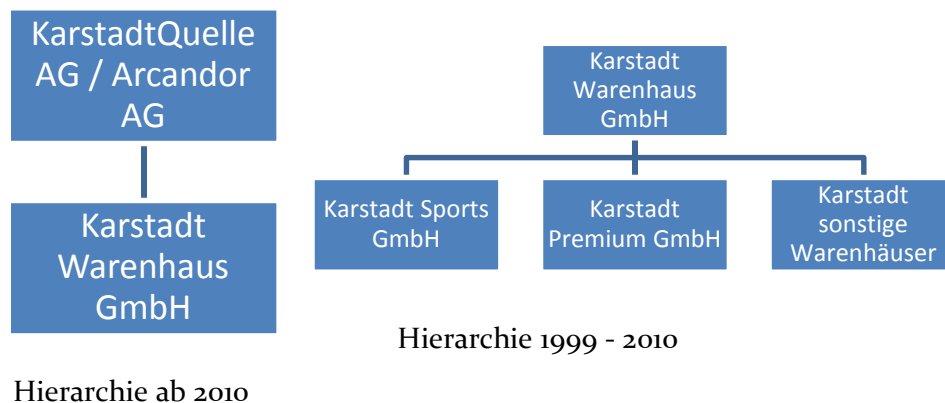 KarstadtQuelle
AG / Arcandor
AG
Karstadt
Warenhaus
GmbH
Hierarchie ab 2010
Karstadt
Warenhaus
GmbH
Karstadt Sports
GmbH
Karstadt
Premium GmbH
Karstadt
sonstige
Warenhäuser
Hierarchie 1999 - 2010